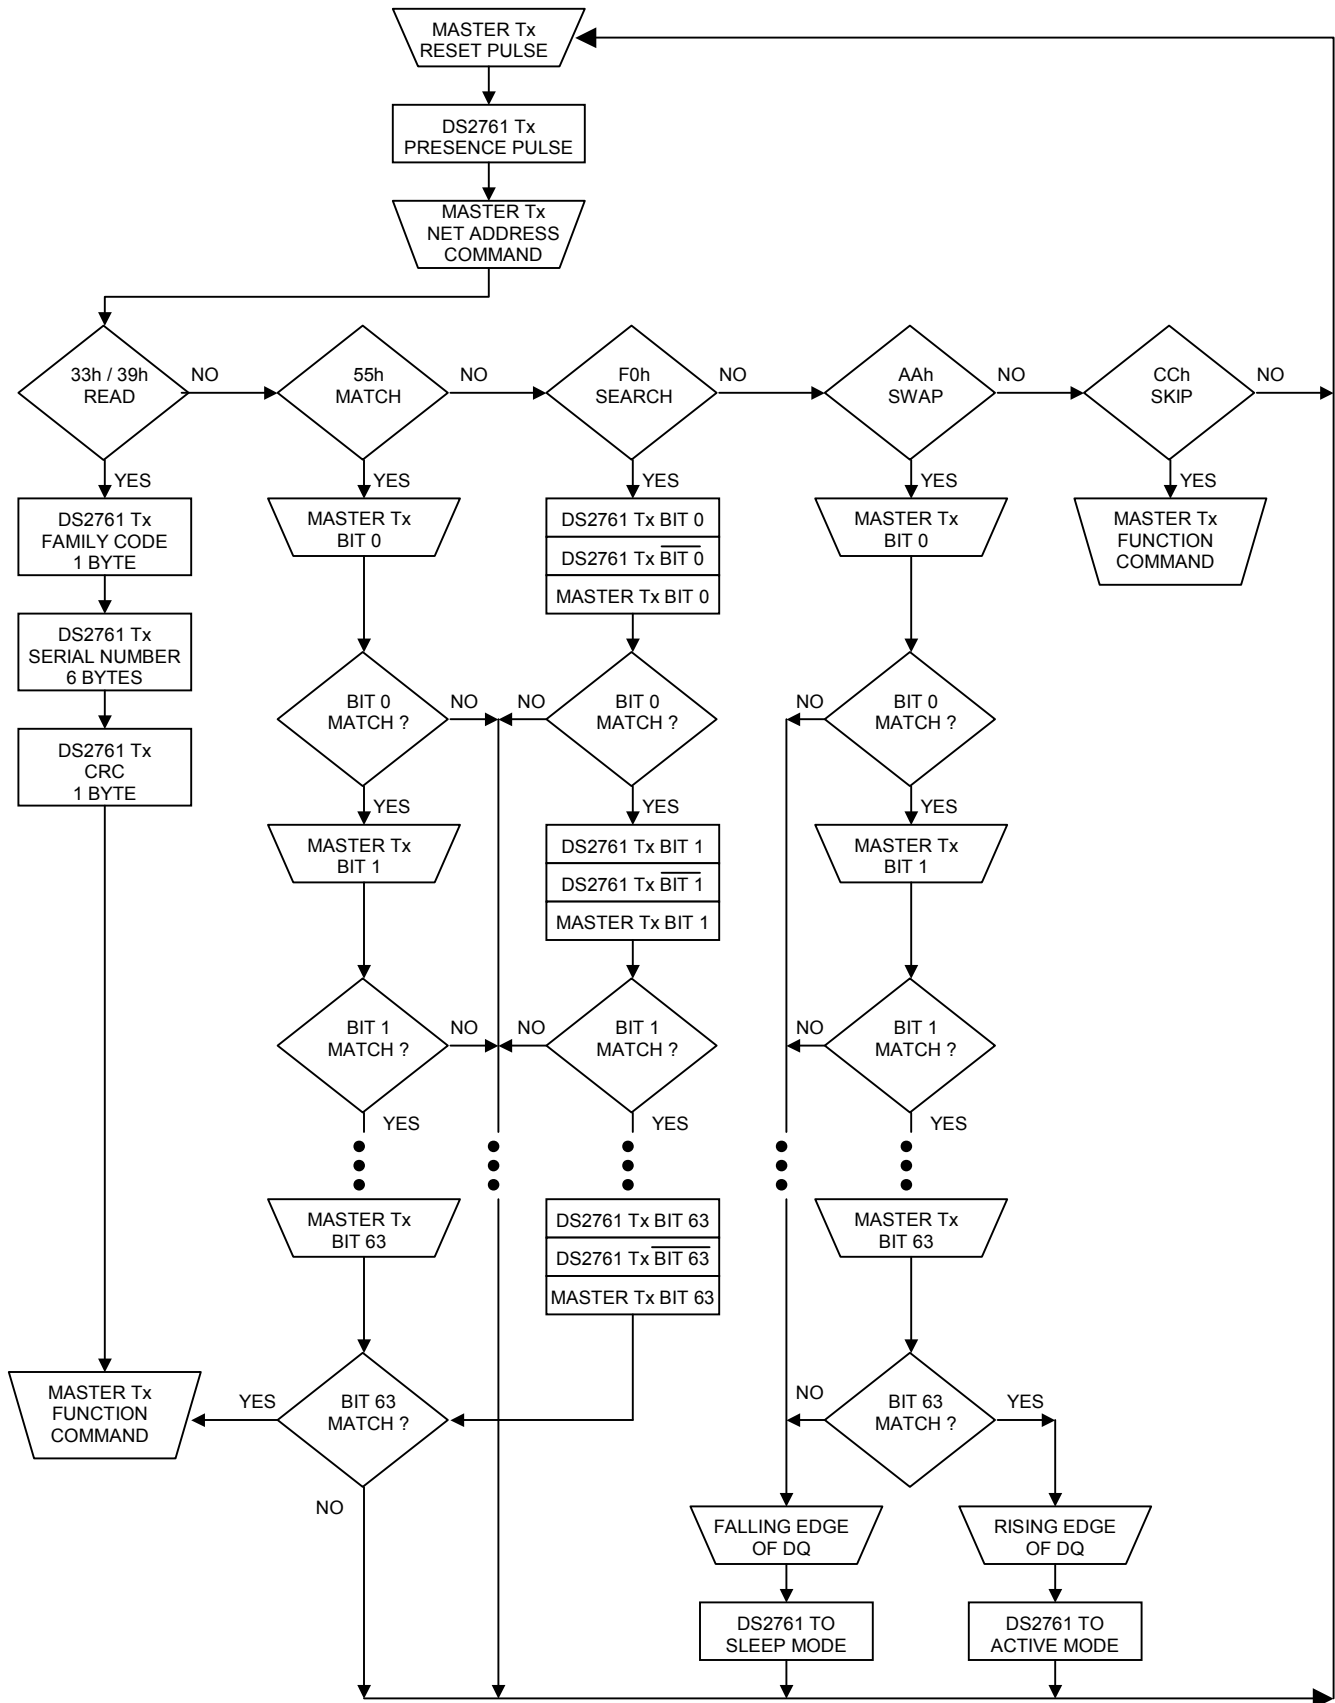 MASTER Tx
RESET PULSE
DS2761 Tx
PRESENCE PULSE
MASTER Tx
NET ADDRESS
COMMAND
33h / 39h
READ
NO
55h
MATCH
NO
F0h
SEARCH
NO
AAh
SWAP
NO
CCh
SKIP
NO
YES
YES
YES
YES
YES
DS2761 Tx
FAMILY CODE
1 BYTE
MASTER Tx
BIT 0
DS2761 Tx BIT 0
DS2761 Tx B̅I̅T̅ ̅0̅
MASTER Tx BIT 0
MASTER Tx
BIT 0
MASTER Tx
FUNCTION
COMMAND
DS2761 Tx
SERIAL NUMBER
6 BYTES
BIT 0
MATCH ?
NO
NO
BIT 0
MATCH ?
NO
BIT 0
MATCH ?
DS2761 Tx
CRC
1 BYTE
YES
YES
YES
MASTER Tx
BIT 1
DS2761 Tx BIT 1
DS2761 Tx B̅I̅T̅ ̅1̅
MASTER Tx BIT 1
MASTER Tx
BIT 1
BIT 1
MATCH ?
NO
NO
BIT 1
MATCH ?
NO
BIT 1
MATCH ?
YES
YES
YES
MASTER Tx
BIT 63
DS2761 Tx BIT 63
DS2761 Tx B̅I̅T̅ ̅6̅3̅
MASTER Tx BIT 63
MASTER Tx
BIT 63
MASTER Tx
FUNCTION
COMMAND
YES
BIT 63
MATCH ?
NO
NO
BIT 63
MATCH ?
YES
FALLING EDGE
OF DQ
RISING EDGE
OF DQ
DS2761 TO
SLEEP MODE
DS2761 TO
ACTIVE MODE